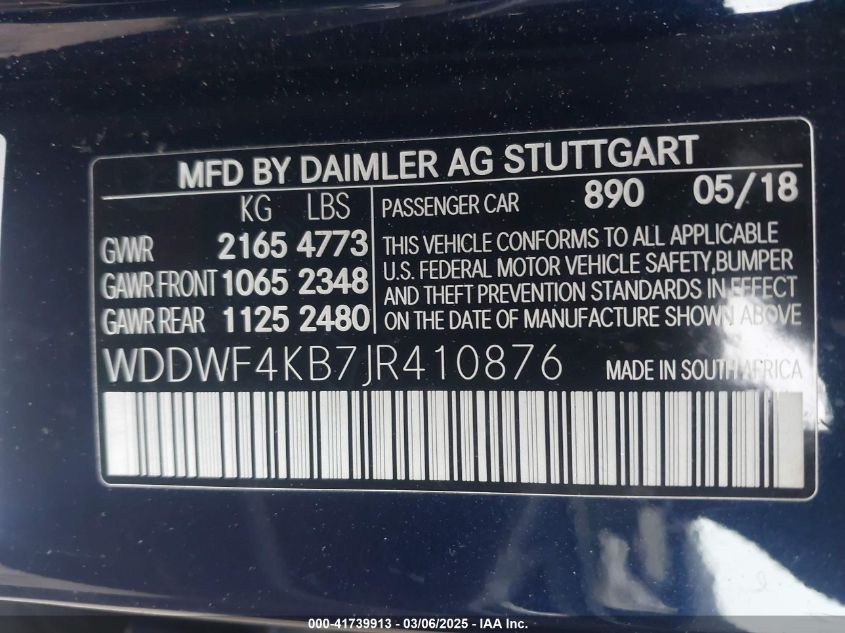 MFD BY DAIMLER AG STUTTGART
KG LBS
GVWR 2165 4773
GAWR FRONT 1065 2348
GAWR REAR 1125 2480
PASSENGER CAR 890 05/18
THIS VEHICLE CONFORMS TO ALL APPLICABLE
U.S. FEDERAL MOTOR VEHICLE SAFETY,BUMPER
AND THEFT PREVENTION STANDARDS IN EFFECT
ON THE DATE OF MANUFACTURE SHOWN ABOVE
WDDWF4KB7JR410876 MADE IN SOUTH AFRICA
000-41739913 - 03/06/2025 - IAA Inc.